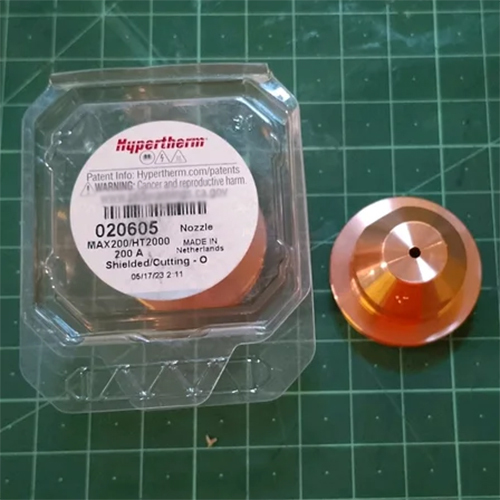 Hypertherm
Patent Info: Hypertherm.com/patents
WARNING: Cancer and reproductive harm.
020605 Nozzle
MAX200/HT2000 MADE IN
200 A Netherlands
Shielded/Cutting - O
05/17/23 2:11